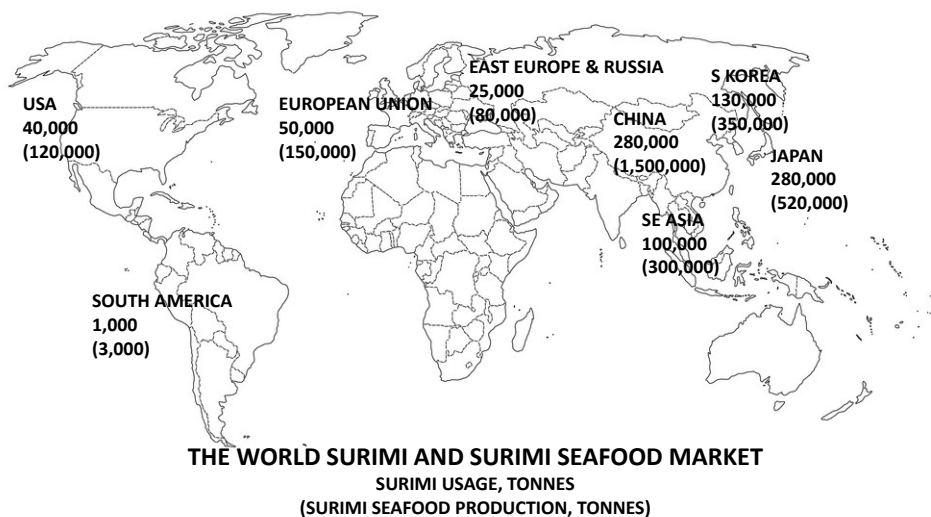 EAST EUROPE & RUSSIA
25,000
(80,000)
S KOREA
130,000
(350,000)
USA
40,000
(120,000)
EUROPEAN UNION
50,000
(150,000)
CHINA
280,000
(1,500,000)
JAPAN
280,000
(520,000)
SE ASIA
100,000
(300,000)
SOUTH AMERICA
1,000
(3,000)
THE WORLD SURIMI AND SURIMI SEAFOOD MARKET
SURIMI USAGE, TONNES
(SURIMI SEAFOOD PRODUCTION, TONNES)